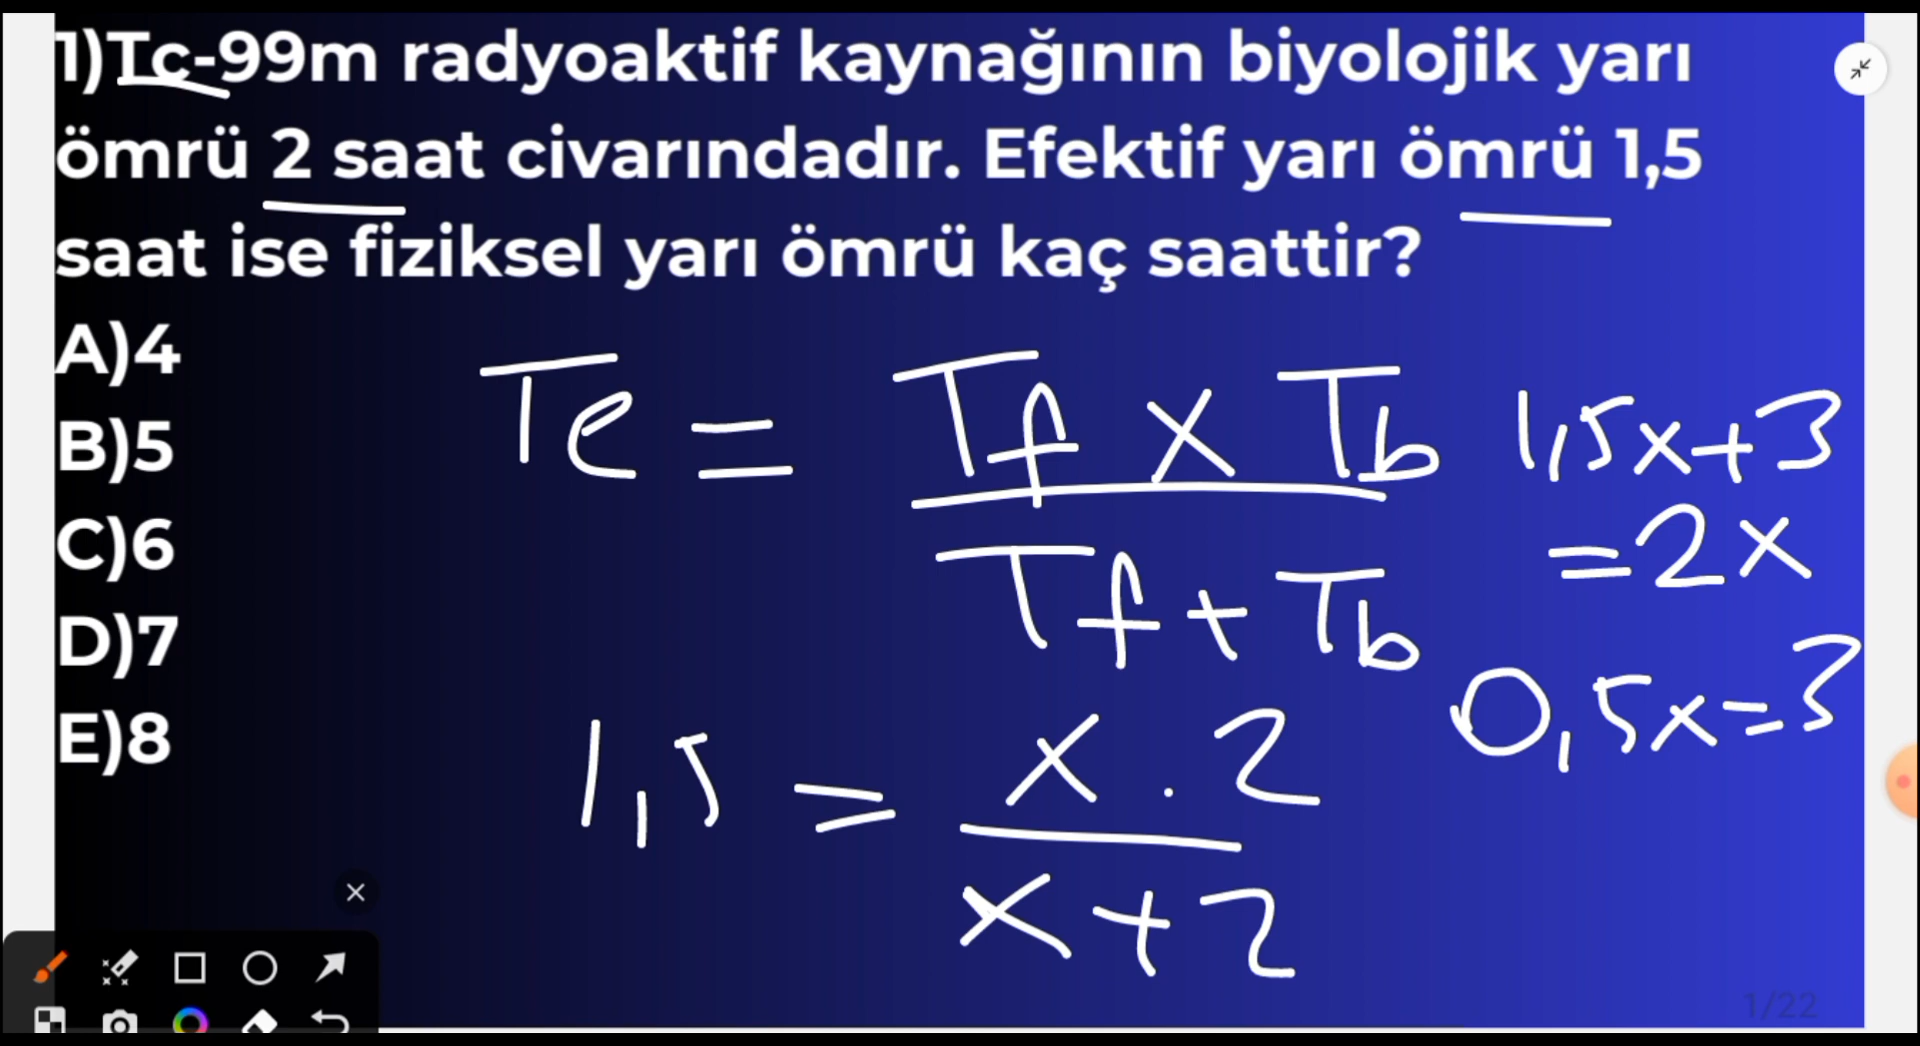 1)Tc-99m radyoaktif kaynağının biyolojik yarı
ömrü 2 saat civarındadır. Efektif yarı ömrü 1,5
saat ise fiziksel yarı ömrü kaç saattir?
A)4
B)5
C)6
D)7
E)8
Te = Tf x Tb
Tf + Tb
1,5 = x . 2
x + 2
1,5x+3
=2x
0,5x=3
1/22